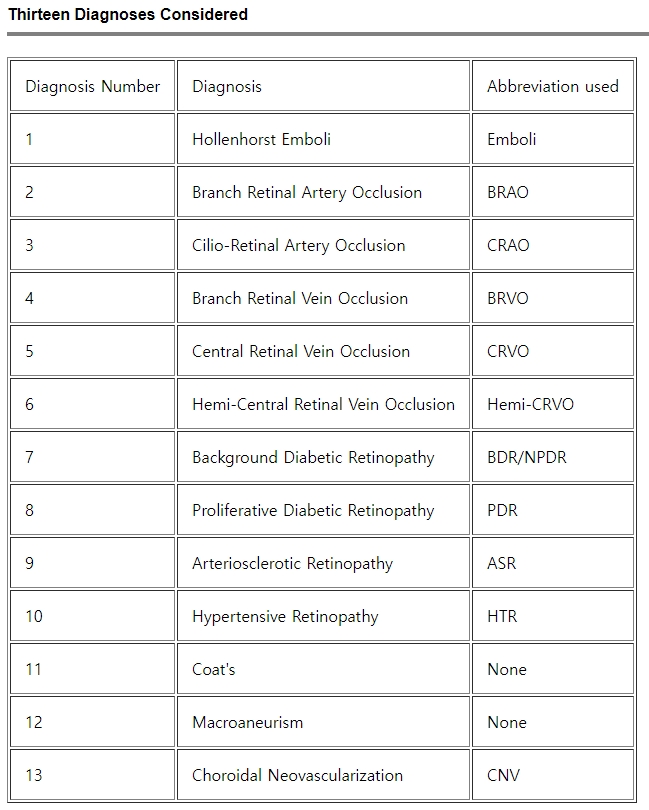 Thirteen Diagnoses Considered
Diagnosis Number Diagnosis Abbreviation used
1 Hollenhorst Emboli Emboli
2 Branch Retinal Artery Occlusion BRAO
3 Cilio-Retinal Artery Occlusion CRAO
4 Branch Retinal Vein Occlusion BRVO
5 Central Retinal Vein Occlusion CRVO
6 Hemi-Central Retinal Vein Occlusion Hemi-CRVO
7 Background Diabetic Retinopathy BDR/NPDR
8 Proliferative Diabetic Retinopathy PDR
9 Arteriosclerotic Retinopathy ASR
10 Hypertensive Retinopathy HTR
11 Coat's None
12 Macroaneurism None
13 Choroidal Neovascularization CNV